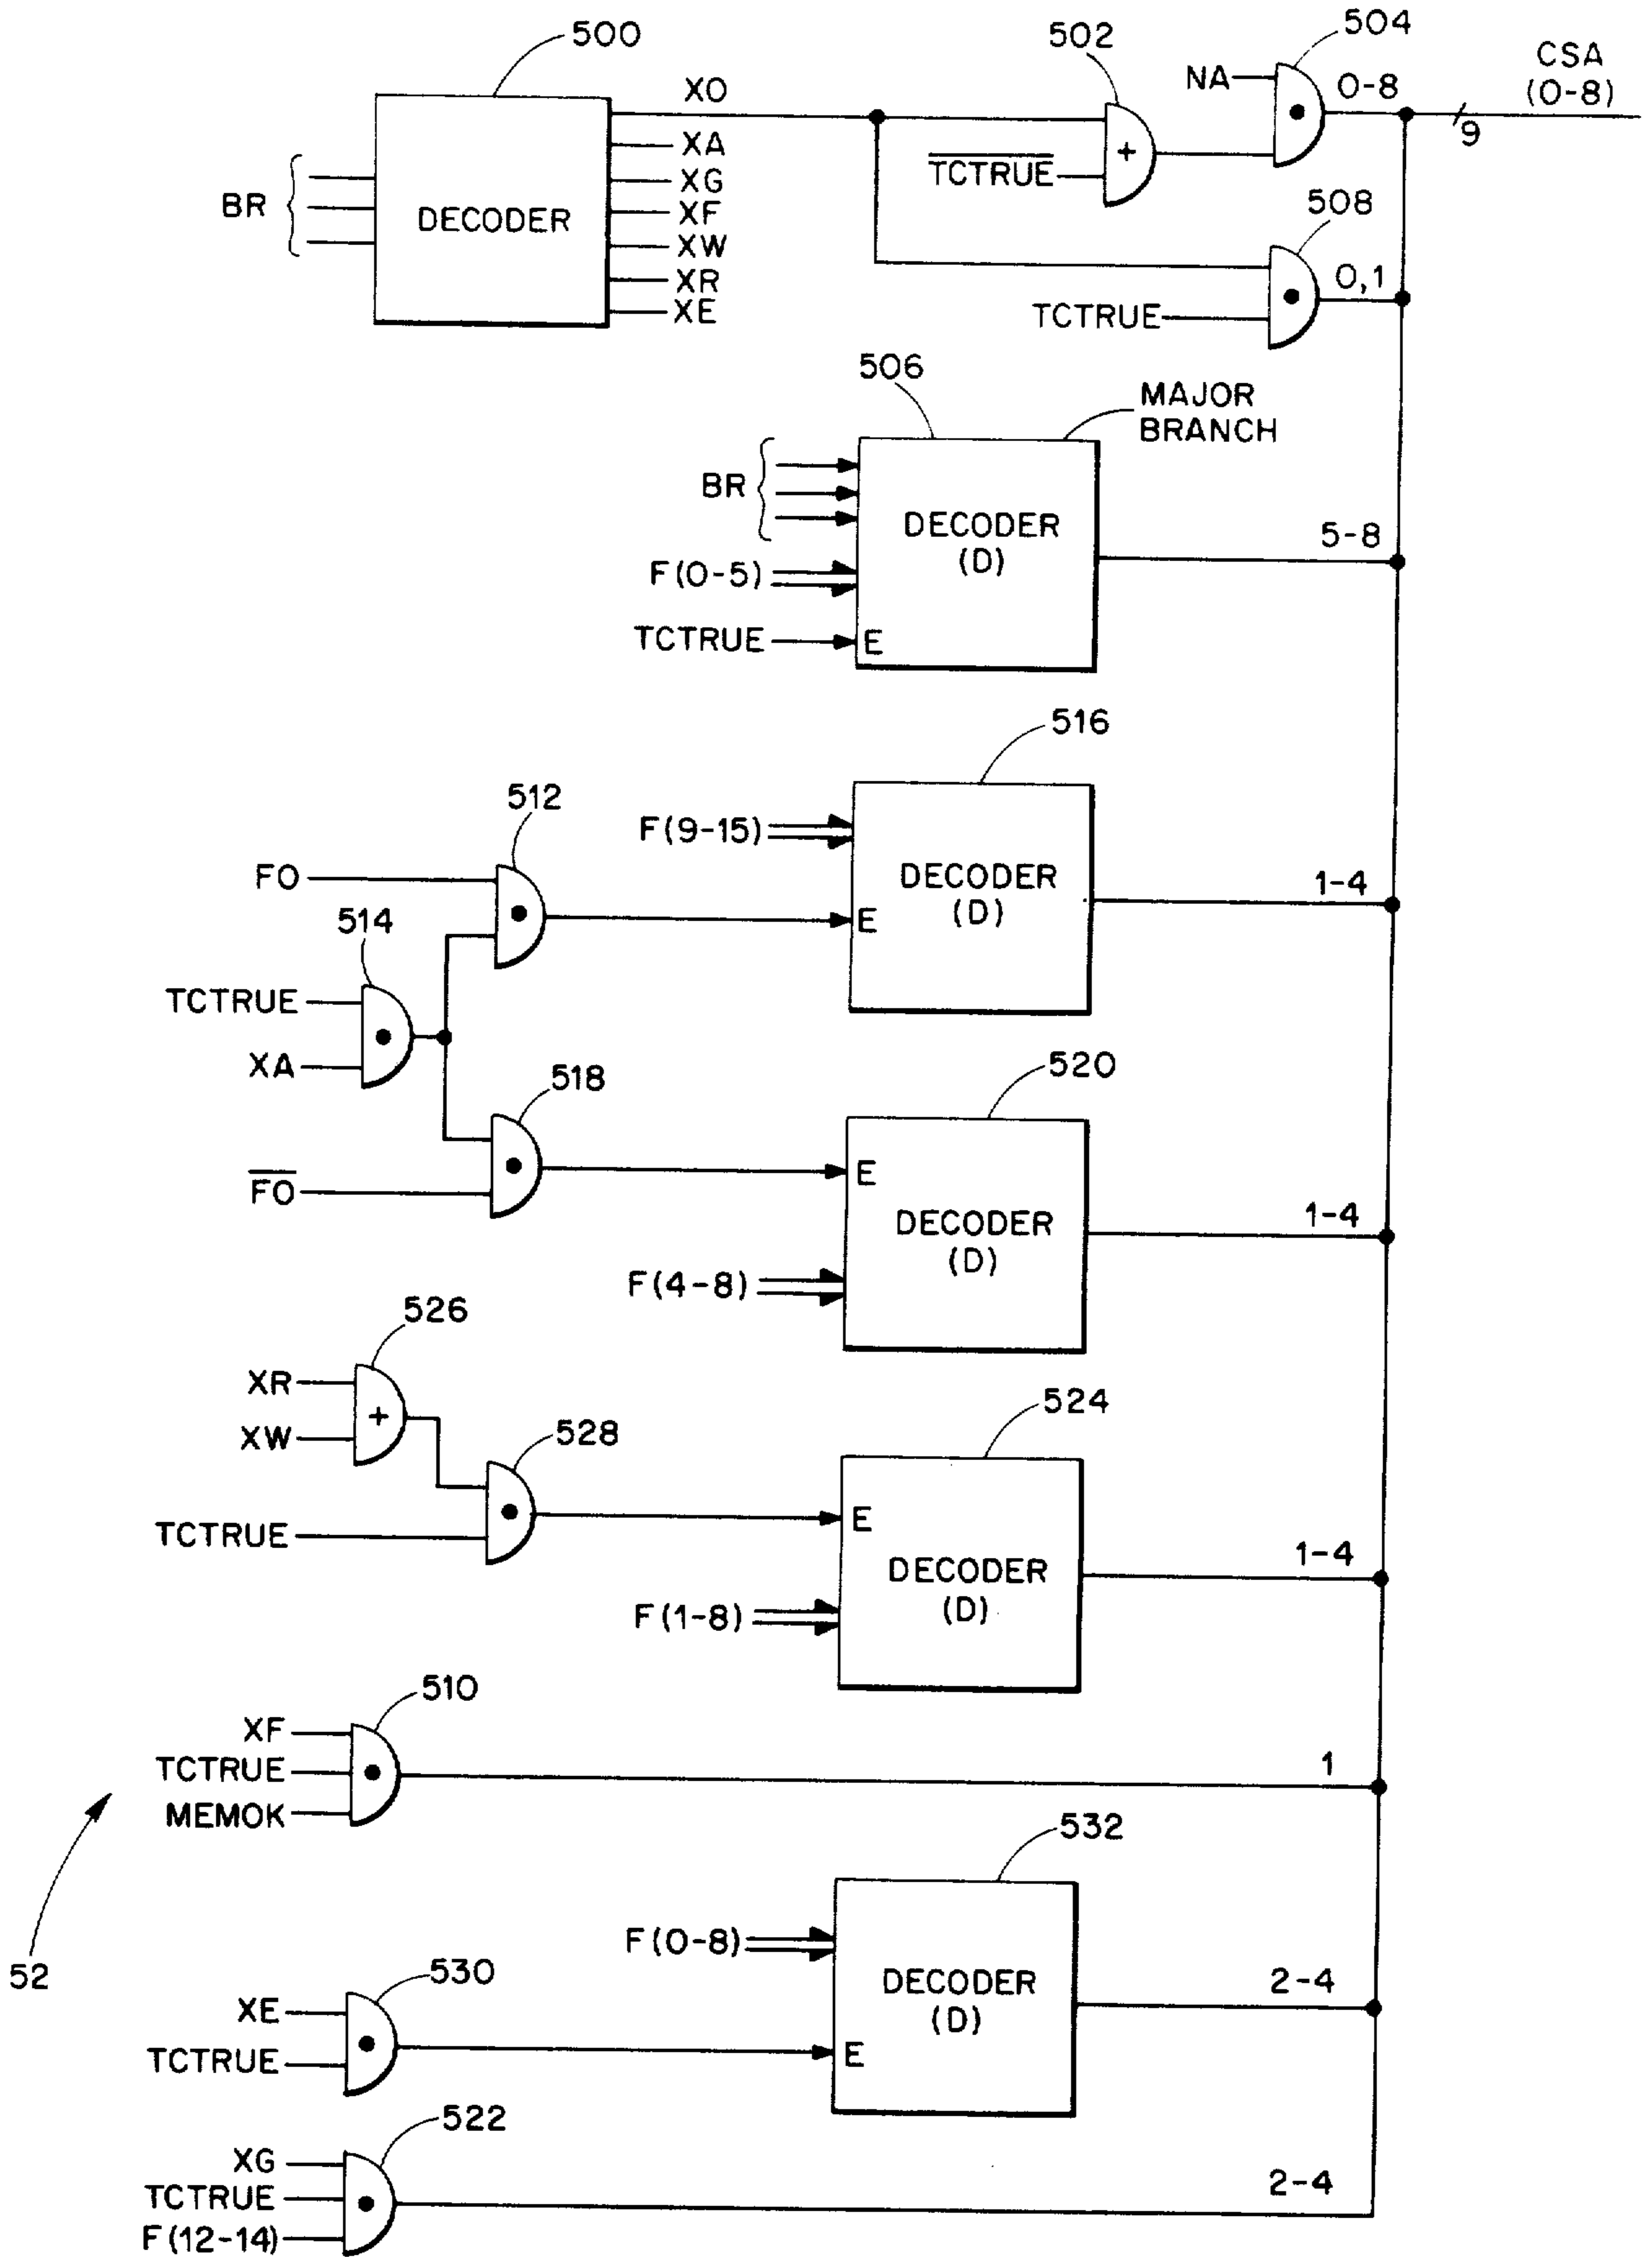 500
502
504
XO
NA
0-8
CSA
(0-8)
9
XA
XG
XF
XW
XR
XE
BR
DECODER
TCTRUE
+
508
0,1
TCTRUE
506
MAJOR
BRANCH
BR
DECODER
(D)
F(0-5)
TCTRUE
E
5-8
516
512
F(9-15)
FO
DECODER
(D)
E
1-4
514
TCTRUE
XA
518
520
FO
E
DECODER
(D)
F(4-8)
1-4
526
XR
+
XW
528
524
TCTRUE
E
DECODER
(D)
F(1-8)
1-4
510
XF
TCTRUE
MEMOK
1
532
F(0-8)
DECODER
(D)
E
2-4
52
530
XE
TCTRUE
522
XG
TCTRUE
F(12-14)
2-4